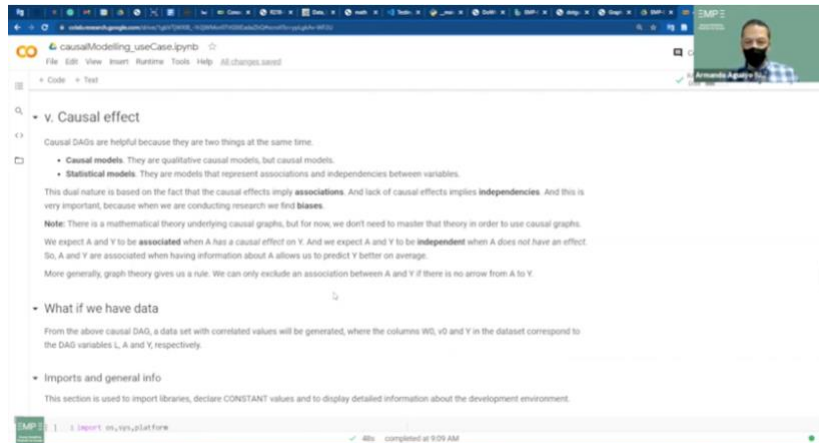 EMPE
causalModelling_useCase.ipynb
File Edit View Insert Runtime Tools Help All changes saved
Armando Aguayo
+ Code + Text
v. Causal effect
Causal DAGs are helpful because they are two things at the same time.
• Causal models. They are qualitative causal models, but causal models.
• Statistical models. They are models that represent associations and independencies between variables.
This dual nature is based on the fact that the causal effects imply associations. And lack of causal effects implies independencies. And this is
very important, because when we are conducting research we find biases.
Note: There is a mathematical theory underlying causal graphs, but for now, we don't need to master that theory in order to use causal graphs.
We expect A and Y to be associated when A has a causal effect on Y. And we expect A and Y to be independent when A does not have an effect.
So, A and Y are associated when having information about A allows us to predict Y better on average.
More generally, graph theory gives us a rule. We can only exclude an association between A and Y if there is no arrow from A to Y.
What if we have data
From the above causal DAG, a data set with correlated values will be generated, where the columns W0, v0 and Y in the dataset correspond to
the DAG variables L, A and Y, respectively.
Imports and general info
This section is used to import libraries, declare CONSTANT values and to display detailed information about the development environment.
EMPE
[ ] 1 import os,sys,platform
48s completed at 9:09 AM